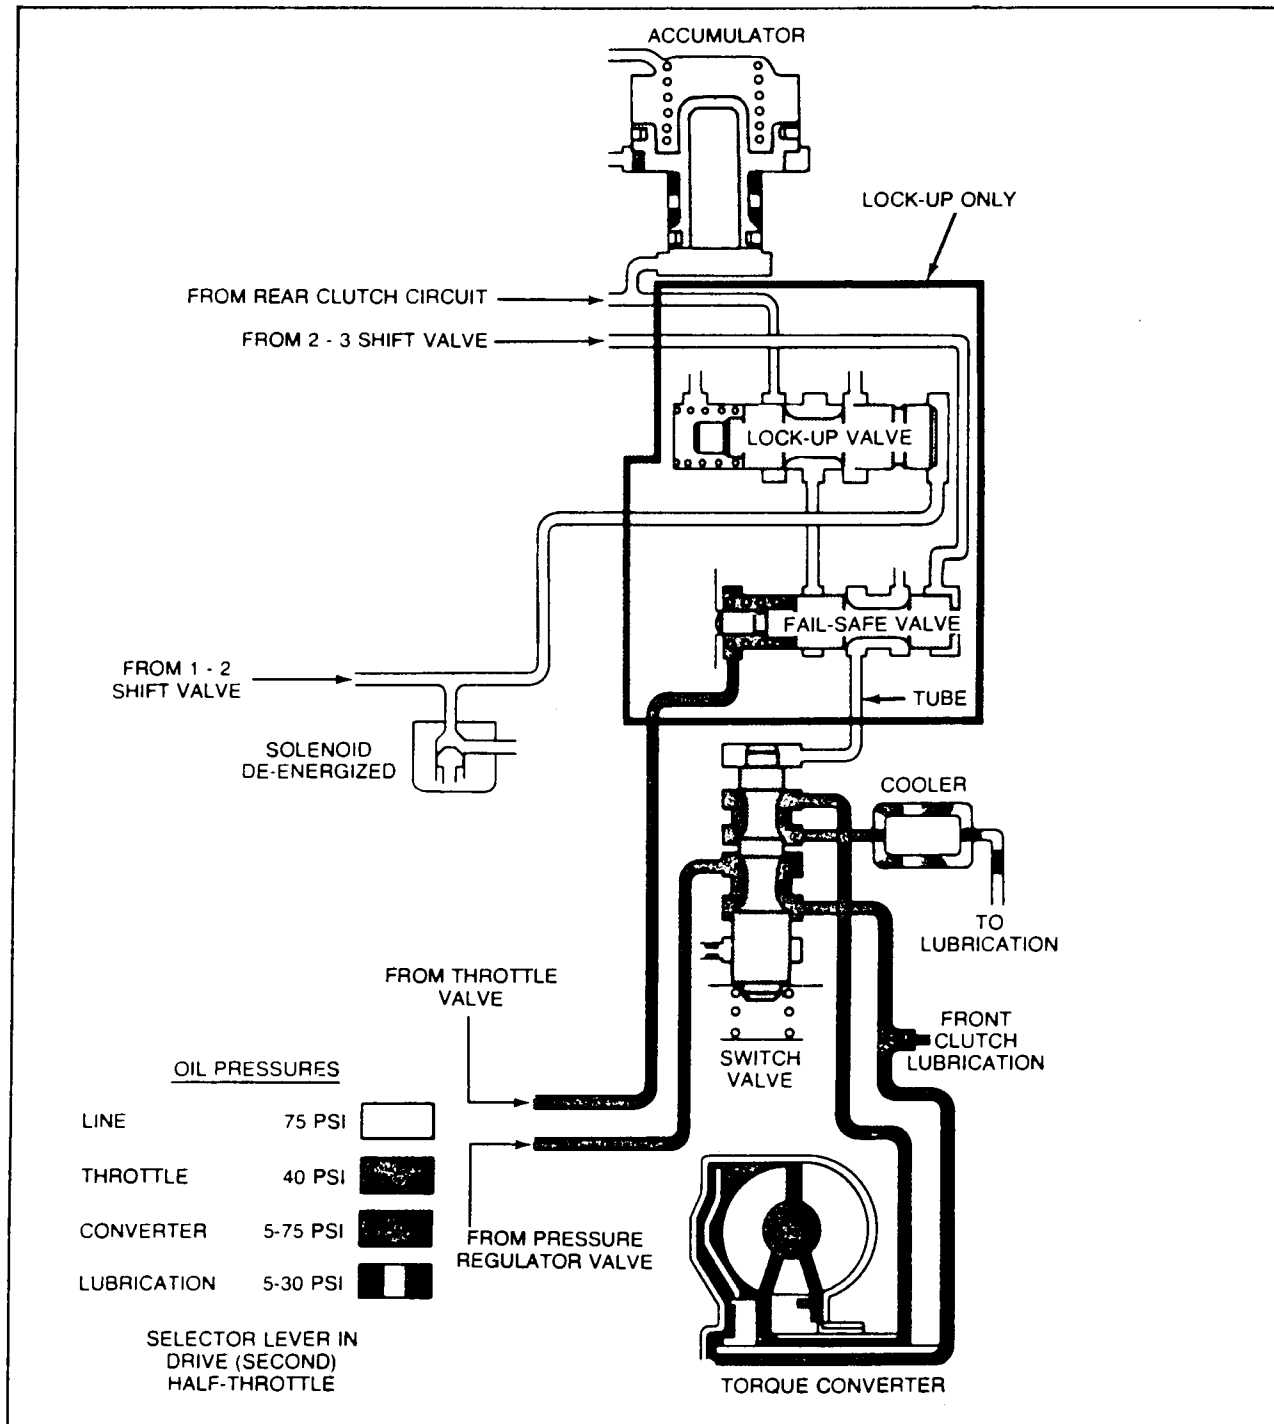 ACCUMULATOR
LOCK-UP ONLY
FROM REAR CLUTCH CIRCUIT
FROM 2 - 3 SHIFT VALVE
LOCK-UP VALVE
FAIL-SAFE VALVE
FROM 1 - 2
SHIFT VALVE
TUBE
SOLENOID
DE-ENERGIZED
COOLER
TO
LUBRICATION
FROM THROTTLE
VALVE
FRONT
CLUTCH
LUBRICATION
SWITCH
VALVE
OIL PRESSURES
LINE 75 PSI
THROTTLE 40 PSI
CONVERTER 5-75 PSI
LUBRICATION 5-30 PSI
FROM PRESSURE
REGULATOR VALVE
SELECTOR LEVER IN
DRIVE (SECOND)
HALF-THROTTLE
TORQUE CONVERTER